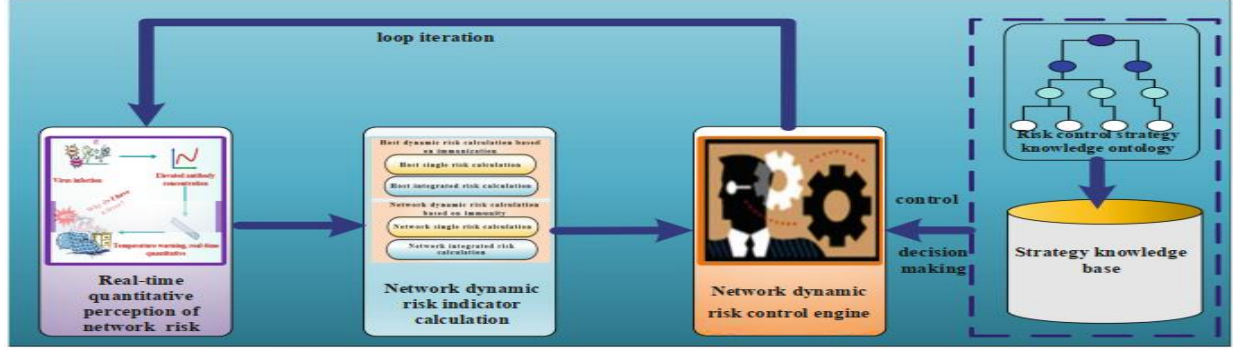 loop iteration
Virus infection
Elevated antibody
concentration
Temperature warning, real-time
quantitative
Real-time
quantitative
perception of
network risk
Host dynamic risk calculation based
on immunization
Host single risk calculation
Host integrated risk calculation
Network dynamic risk calculation
based on immunity
Network single risk calculation
Network integrated risk
calculation
Network dynamic
risk indicator
calculation
Network dynamic
risk control engine
control
decision
making
Risk control strategy
knowledge ontology
Strategy knowledge
base